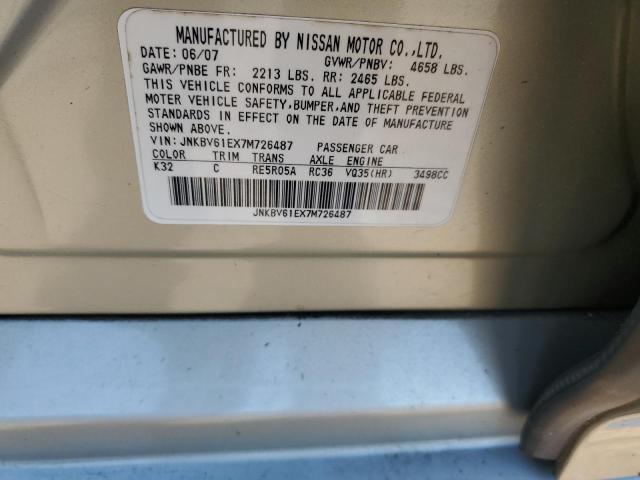 MANUFACTURED BY NISSAN MOTOR CO.,LTD.
DATE: 06/07 GVWR/PNBV: 4658 LBS.
GAWR/PNBE FR: 2213 LBS. RR: 2465 LBS.
THIS VEHICLE CONFORMS TO ALL APPLICABLE FEDERAL
MOTOR VEHICLE SAFETY,BUMPER,AND THEFT PREVENTION
STANDARDS IN EFFECT ON THE DATE OF MANUFACTURE
SHOWN ABOVE.
VIN:JNKBV61EX7M726487 PASSENGER CAR
COLOR TRIM TRANS AXLE ENGINE
K32 C RE5R05A RC36 VQ35(HR) 3498CC
JNKBV61EX7M726487